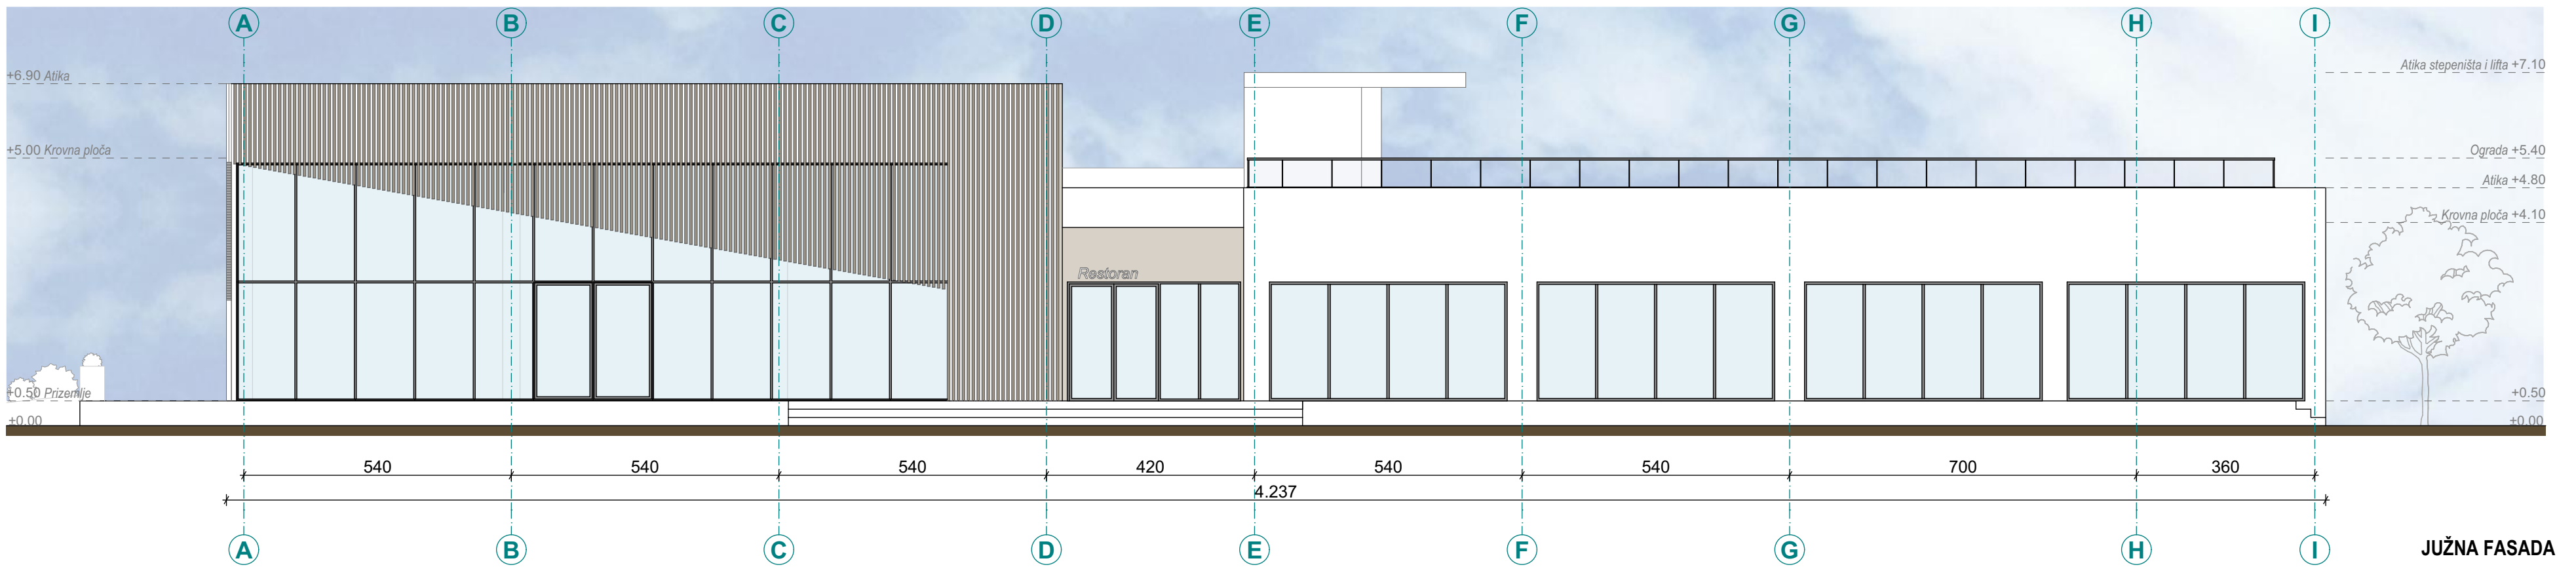 A B C D E F G H I
+6.90 Atika
Atika stepeništa i lifta +7.10
+5.00 Krovna ploča
Ograda +5.40
Atika +4.80
Krovna ploča +4.10
Restoran
+0.50 Prizemlje
+0.50
±0.00
±0.00
540 540 540 420 540 540 700 360
4.237
A B C D E F G H I
JUŽNA FASADA